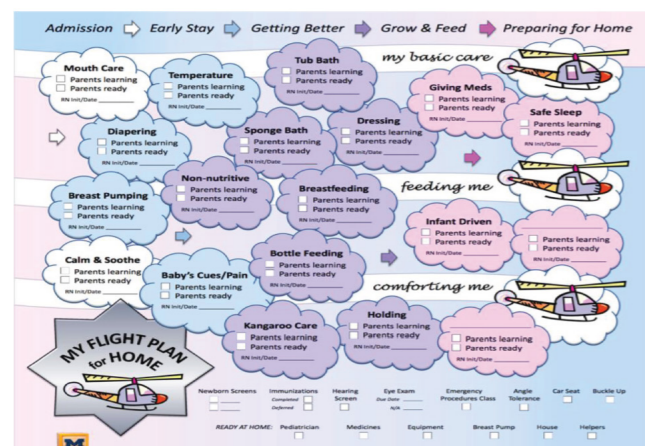 Admission Early Stay Getting Better Grow & Feed Preparing for Home
my basic care
Mouth Care
Parents learning
Parents ready
RN Init/Date
Temperature
Parents learning
Parents ready
RN Init/Date
Tub Bath
Parents learning
Parents ready
RN Init/Date
Giving Meds
Parents learning
Parents ready
RN Init/Date
Safe Sleep
Parents learning
Parents ready
RN Init/Date
Diapering
Parents learning
Parents ready
RN Init/Date
Sponge Bath
Parents learning
Parents ready
Dressing
Parents learning
Parents ready
RN Init/Date
feeding me
Breast Pumping
Parents learning
Parents ready
RN Init/Date
Non-nutritive
Parents learning
Parents ready
RN Init/Date
Breastfeeding
Parents learning
Parents ready
RN Init/Date
Infant Driven
Parents learning
Parents ready
RN Init/Date
Parents learning
Parents ready
RN Init/Date
Bottle Feeding
Parents learning
Parents ready
RN Init/Date
comforting me
Calm & Soothe
Parents learning
Parents ready
RN Init/Date
Baby's Cues/Pain
Parents learning
Parents ready
RN Init/Date
Kangaroo Care
Parents learning
Parents ready
RN Init/Date
Holding
Parents learning
Parents ready
RN Init/Date
Parents learning
Parents ready
RN Init/Date
MY FLIGHT PLAN
for HOME
Newborn Screens
Immunizations
Completed
Deferred
Hearing
Screen
Eye Exam
Due Date
N/A
Emergency
Procedures Class
Angle
Tolerance
Car Seat
Buckle Up
READY AT HOME: Pediatrician Medicines Equipment Breast Pump House Helpers
M